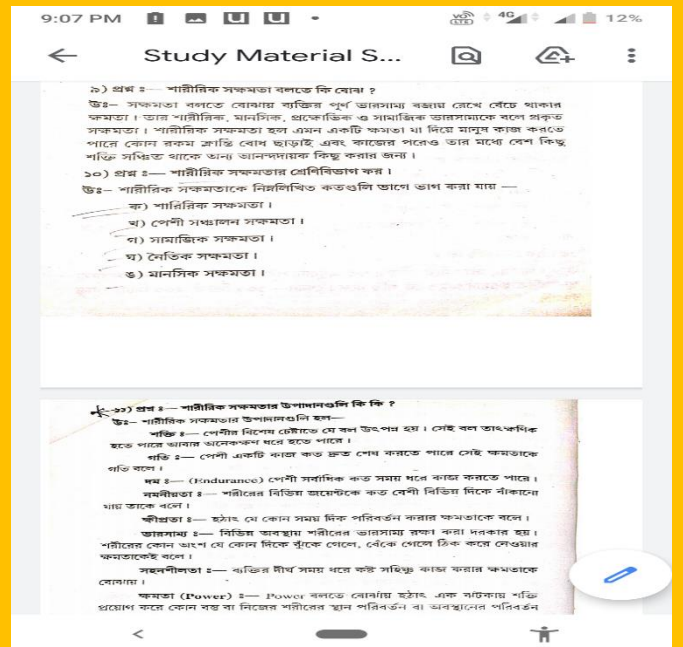 9:07 PM
VO) LTE 4G 12%
Study Material S...
৯) প্রশ্ন ঃ— শারীরিক সক্ষমতা বলতে কি বোঝ ?
উঃ– সক্ষমতা বলতে বোঝায় ব্যক্তির পূর্ণ ভারসাম্য বজায় রেখে বেঁচে থাকার
ক্ষমতা । তার শারীরিক, মানসিক, প্রক্ষোভিক ও সামাজিক ভারসাম্যকে বলে প্রকৃত
সক্ষমতা । শারীরিক সক্ষমতা হল এমন একটি ক্ষমতা যা দিয়ে মানুষ কাজ করতে
পারে কোন রকম ক্লান্তি বোধ ছাড়াই এবং কাজের পরেও তার মধ্যে বেশ কিছু
শক্তি সঞ্চিত থাকে অন্য আনন্দদায়ক কিছু করার জন্য ।
১০) প্রশ্ন ঃ— শারীরিক সক্ষমতার শ্রেণিবিভাগ কর ।
উঃ– শারীরিক সক্ষমতাকে নিম্নলিখিত কতগুলি ভাগে ভাগ করা যায় —
ক) শারিরিক সক্ষমতা ।
খ) পেশী সঞ্চালন সক্ষমতা ।
গ) সামাজিক সক্ষমতা ।
ঘ) নৈতিক সক্ষমতা ।
ঙ) মানসিক সক্ষমতা ।
১১) প্রশ্ন ঃ— শারীরিক সক্ষমতার উপাদানগুলি কি কি ?
উঃ– শারীরিক সক্ষমতার উপাদানগুলি হল—
শক্তি ঃ— পেশীর বিশেষ চেষ্টাতে যে বল উৎপন্ন হয় । সেই বল তাৎক্ষণিক
হতে পারে আবার অনেকক্ষণ ধরে হতে পারে ।
গতি ঃ— পেশী একটি কাজ কত দ্রুত শেষ করতে পারে সেই ক্ষমতাকে
গতি বলে ।
দম ঃ— (Endurance) পেশী সর্বাধিক কত সময় ধরে কাজ করতে পারে ।
নমনীয়তা ঃ— শরীরের বিভিন্ন জয়েন্টকে কত বেশী বিভিন্ন দিকে বাঁকানো
যায় তাকে বলে ।
ক্ষীপ্রতা ঃ— হঠাৎ যে কোন সময় দিক পরিবর্তন করার ক্ষমতাকে বলে ।
ভারসাম্য ঃ— বিভিন্ন অবস্থায় শরীরের ভারসাম্য রক্ষা করা দরকার হয় ।
শরীরের কোন অংশ যে কোন দিকে ঝুঁকে গেলে, বেঁকে গেলে ঠিক করে নেওয়ার
ক্ষমতাকেই বলে ।
সহনশীলতা ঃ— ব্যক্তির দীর্ঘ সময় ধরে কষ্ট সহিষ্ণু কাজ করার ক্ষমতাকে
বোঝায় ।
ক্ষমতা (Power) ঃ— Power বলতে বোঝায় হঠাৎ এক ঝটকায় শক্তি
প্রয়োগ করে কোন বস্তু বা নিজের শরীরের স্থান পরিবর্তন বা অবস্থানের পরিবর্তন